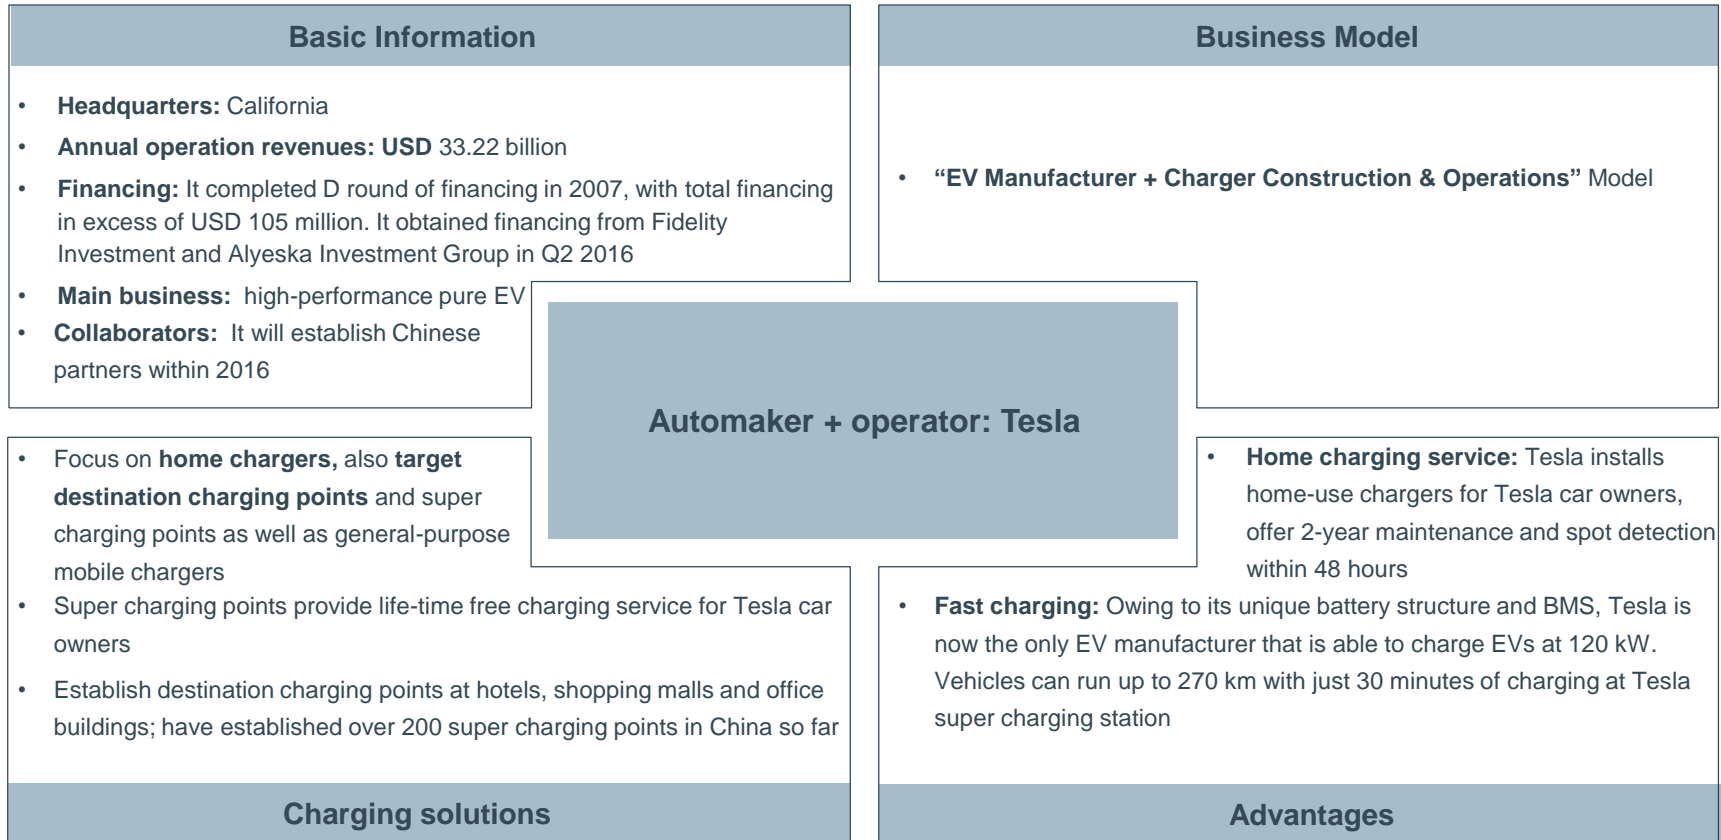 Basic Information
• Headquarters: California
• Annual operation revenues: USD 33.22 billion
• Financing: It completed D round of financing in 2007, with total financing
in excess of USD 105 million. It obtained financing from Fidelity
Investment and Alyeska Investment Group in Q2 2016
• Main business: high-performance pure EV
• Collaborators: It will establish Chinese
partners within 2016
Business Model
• “EV Manufacturer + Charger Construction & Operations” Model
Automaker + operator: Tesla
• Focus on home chargers, also target
destination charging points and super
charging points as well as general-purpose
mobile chargers
• Super charging points provide life-time free charging service for Tesla car
owners
• Establish destination charging points at hotels, shopping malls and office
buildings; have established over 200 super charging points in China so far
Charging solutions
• Home charging service: Tesla installs
home-use chargers for Tesla car owners,
offer 2-year maintenance and spot detection
within 48 hours
• Fast charging: Owing to its unique battery structure and BMS, Tesla is
now the only EV manufacturer that is able to charge EVs at 120 kW.
Vehicles can run up to 270 km with just 30 minutes of charging at Tesla
super charging station
Advantages